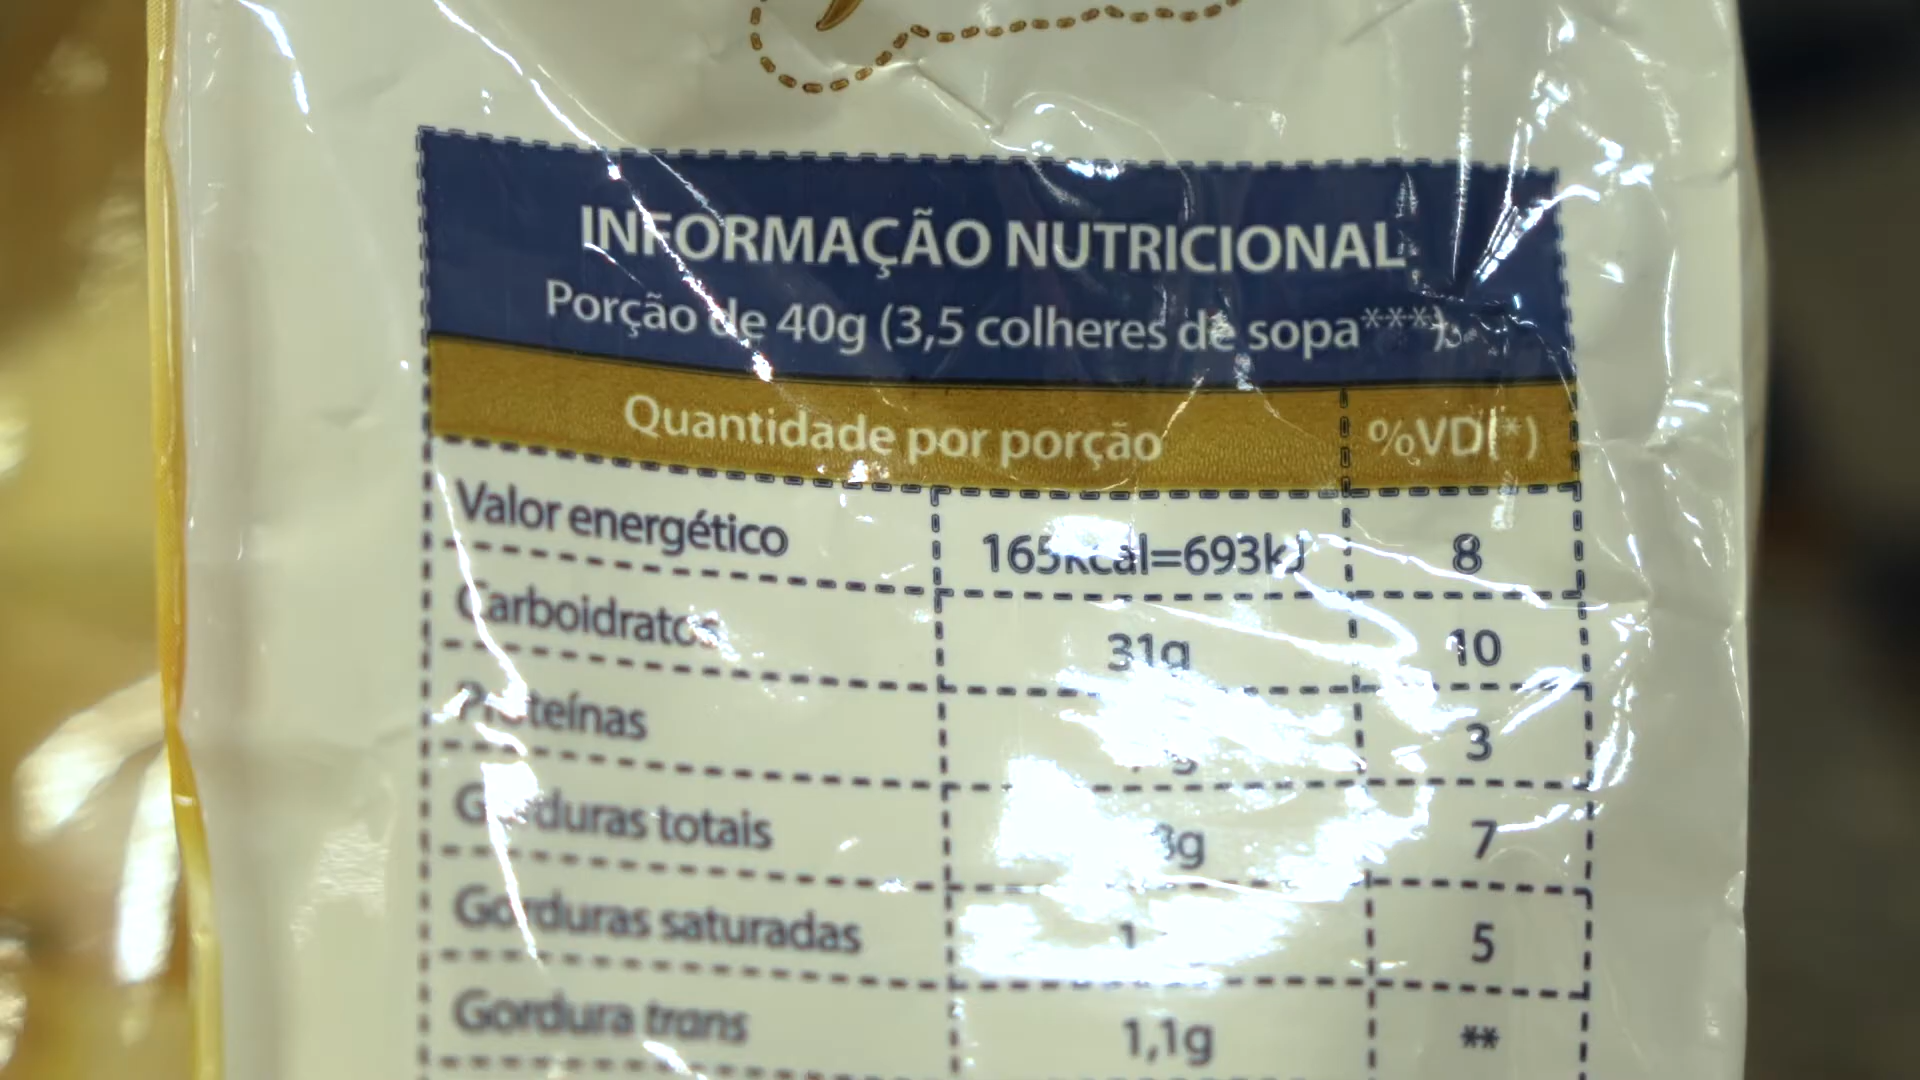 INFORMAÇÃO NUTRICIONAL
Porção de 40g (3,5 colheres de sopa****)
Quantidade por porção %VD(*)
Valor energético 165kcal=693kJ 8
Carboidratos 31g 10
Proteínas 3
Gorduras totais 7
Gorduras saturadas 5
Gordura trans 1,1g **